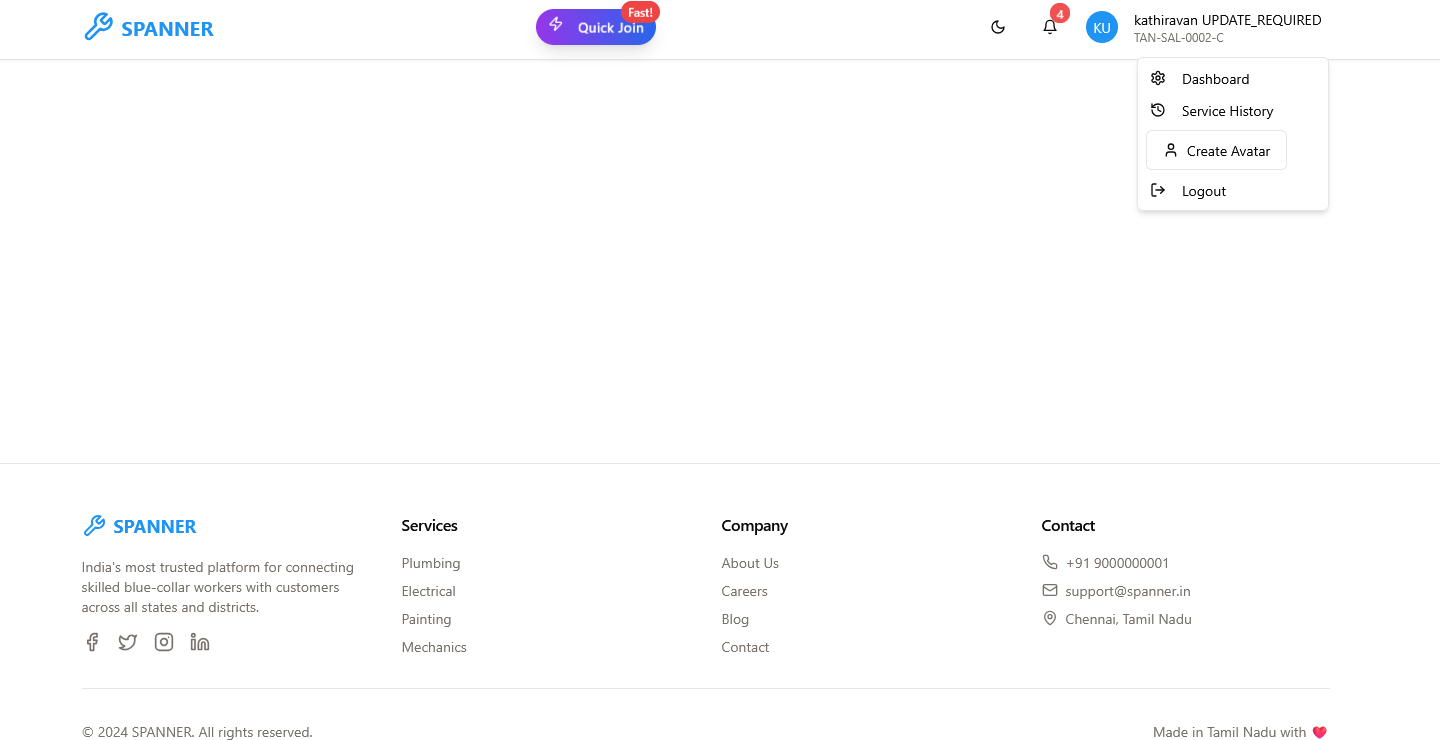 SPANNER
Quick Join
Fast!
4
KU
kathiravan UPDATE_REQUIRED
TAN-SAL-0002-C
Dashboard
Service History
Create Avatar
Logout
SPANNER
India's most trusted platform for connecting
skilled blue-collar workers with customers
across all states and districts.
Services
Plumbing
Electrical
Painting
Mechanics
Company
About Us
Careers
Blog
Contact
Contact
+91 9000000001
support@spanner.in
Chennai, Tamil Nadu
© 2024 SPANNER. All rights reserved.
Made in Tamil Nadu with ❤️